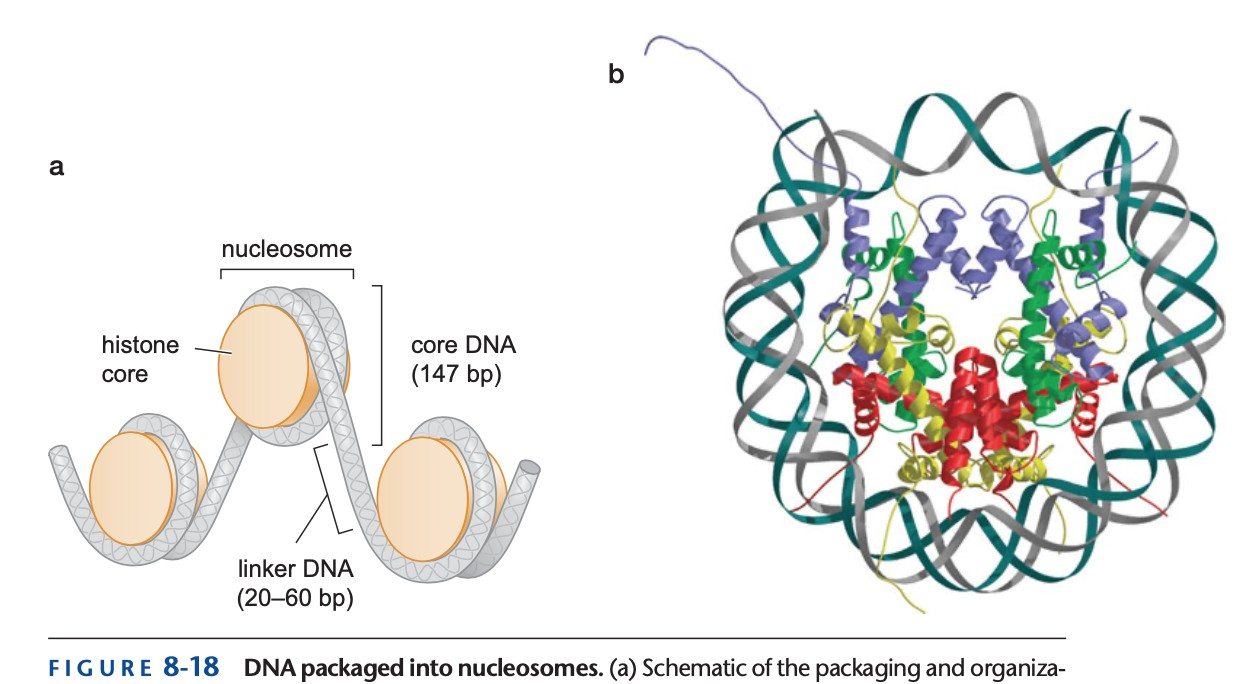 a
nucleosome
histone
core
core DNA
(147 bp)
linker DNA
(20–60 bp)
b
FIGURE 8-18 DNA packaged into nucleosomes. (a) Schematic of the packaging and organiza-